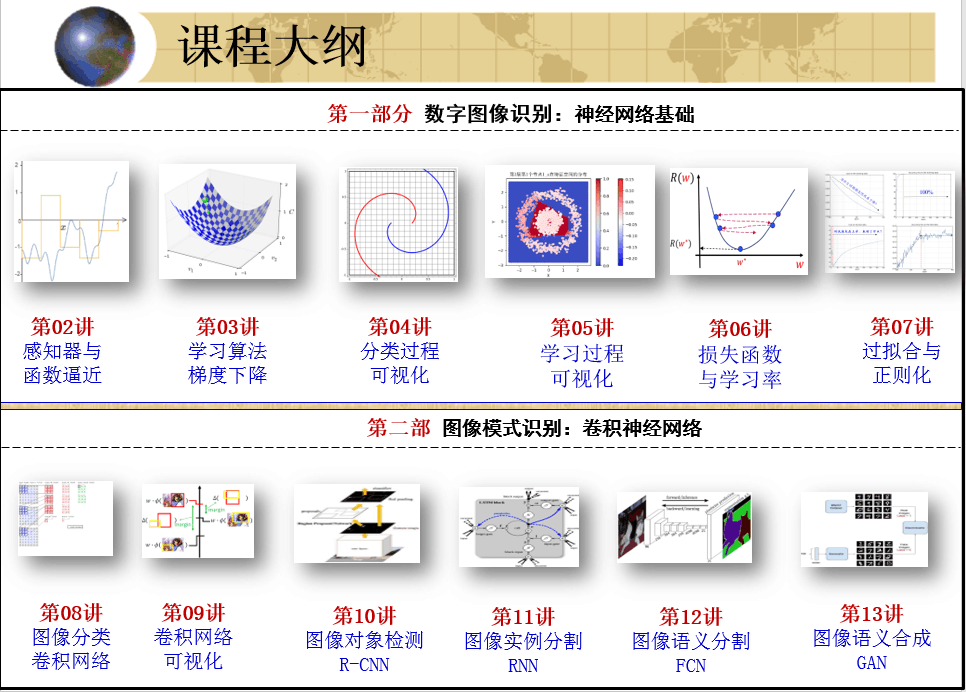 课程大纲
第一部分 数字图像识别：神经网络基础
R(w)
R(w*)
w*
w
100%
第02讲
感知器与
函数逼近
第03讲
学习算法
梯度下降
第04讲
分类过程
可视化
第05讲
学习过程
可视化
第06讲
损失函数
与学习率
第07讲
过拟合与
正则化
第二部 图像模式识别：卷积神经网络
第08讲
图像分类
卷积网络
第09讲
卷积网络
可视化
第10讲
图像对象检测
R-CNN
第11讲
图像实例分割
RNN
第12讲
图像语义分割
FCN
第13讲
图像语义合成
GAN